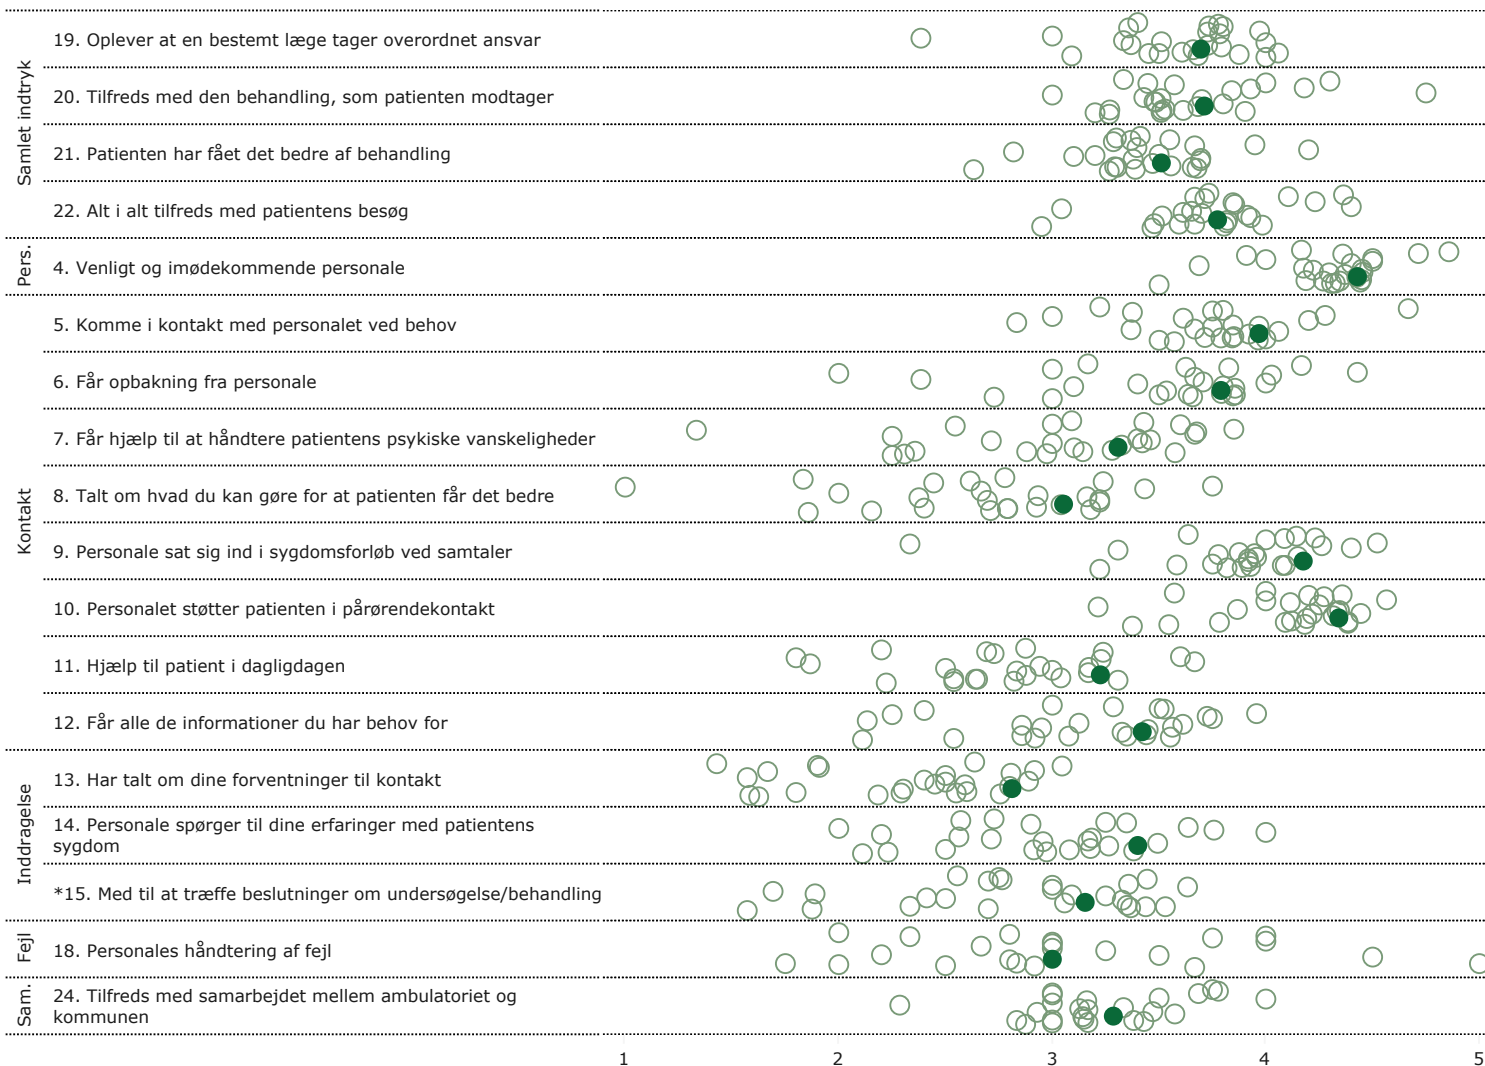 Samlet indtryk
19. Oplever at en bestemt læge tager overordnet ansvar
20. Tilfreds med den behandling, som patienten modtager
21. Patienten har fået det bedre af behandling
22. Alt i alt tilfreds med patientens besøg
Pers.
4. Venligt og imødekommende personale
Kontakt
5. Komme i kontakt med personalet ved behov
6. Får opbakning fra personale
7. Får hjælp til at håndtere patientens psykiske vanskeligheder
8. Talt om hvad du kan gøre for at patienten får det bedre
9. Personale sat sig ind i sygdomsforløb ved samtaler
10. Personalet støtter patienten i pårørendekontakt
11. Hjælp til patient i dagligdagen
12. Får alle de informationer du har behov for
Inddragelse
13. Har talt om dine forventninger til kontakt
14. Personale spørger til dine erfaringer med patientens
sygdom
*15. Med til at træffe beslutninger om undersøgelse/behandling
Fejl
18. Personales håndtering af fejl
Sam.
24. Tilfreds med samarbejdet mellem ambulatoriet og
kommunen
1 2 3 4 5